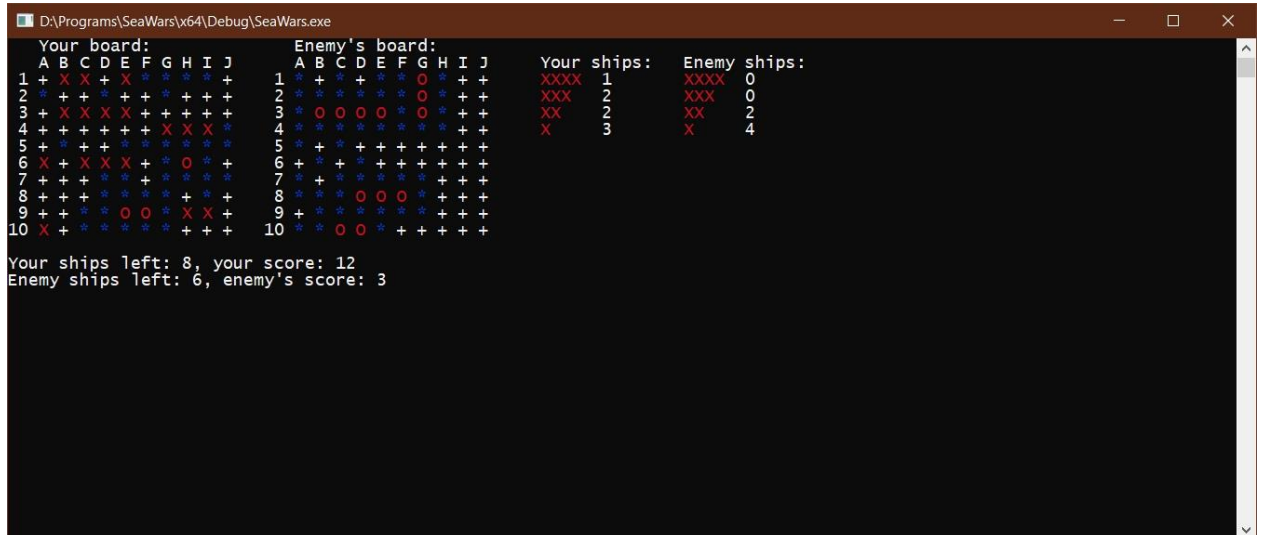 D:\Programs\SeaWars\x64\Debug\SeaWars.exe
Your board: Enemy's board:
A B C D E F G H I J A B C D E F G H I J Your ships: Enemy ships:
1 + X X + X * * * * + 1 * + * + * * O * + + XXXX 1 XXXX 0
2 * + + * + + * + + + 2 * * * * * * O * + + XXX 2 XXX 0
3 + X X X X + + + + + 3 * O O O O * O * + + XX 2 XX 2
4 + + + + + + X X X * 4 * * * * * * * * + + X 3 X 4
5 + * + + * * * * * * 5 * + * + + + + + + +
6 X + X X X + * O * + 6 + * + * + + + + + +
7 + + + * * + * * * * 7 * + * * * * * + + +
8 + + + * * * * + * + 8 * * * O O O * + + +
9 + + * * O O * X X + 9 + * * * * * * + + +
10 X + * * * * * + + + 10 * * O O * + + + + +
Your ships left: 8, your score: 12
Enemy ships left: 6, enemy's score: 3